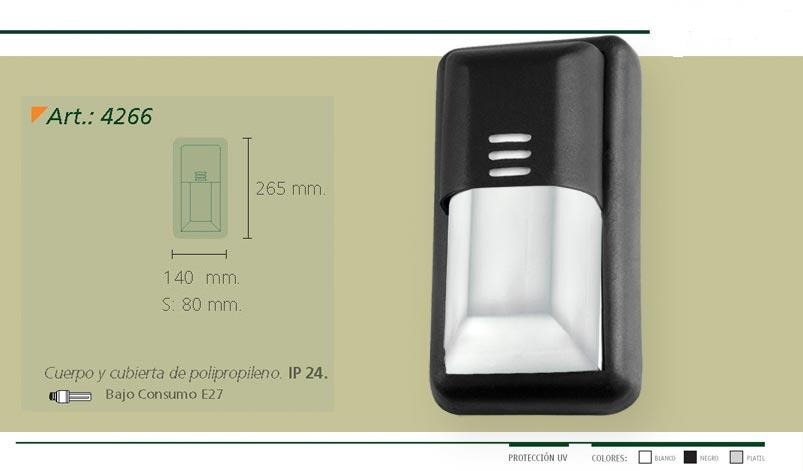 Art.: 4266
265 mm.
140 mm.
S: 80 mm.
Cuerpo y cubierta de polipropileno. IP 24.
Bajo Consumo E27
PROTECCIÓN UV COLORES: BLANCO NEGRO PLATIL